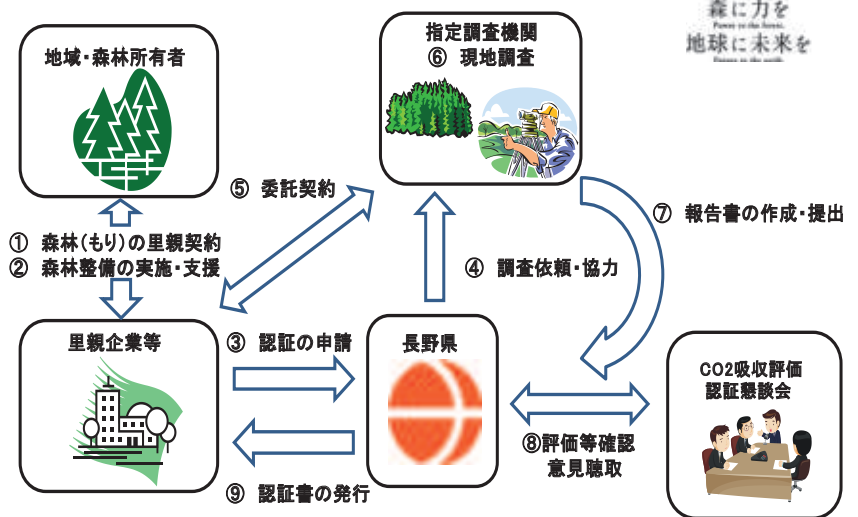 森に力を
Power to the forest.
地球に未来を
地域・森林所有者
指定調査機関
⑥ 現地調査
⑤ 委託契約
⑦ 報告書の作成・提出
① 森林(もり)の里親契約
② 森林整備の実施・支援
④ 調査依頼・協力
里親企業等
③ 認証の申請
長野県
CO2吸収評価
認証懇談会
⑧評価等確認
意見聴取
⑨ 認証書の発行